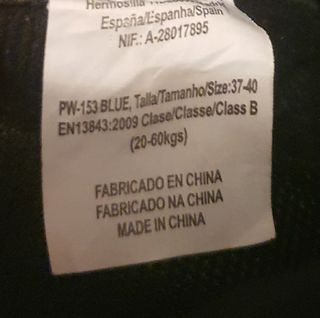 Hermosilla
España/Espanha/Spain
NIF.: A-28017895
PW-153 BLUE, Talla/Tamanho/Size:37-40
EN13843:2009 Clase/Classe/Class B
(20-60kgs)
FABRICADO EN CHINA
FABRICADO NA CHINA
MADE IN CHINA